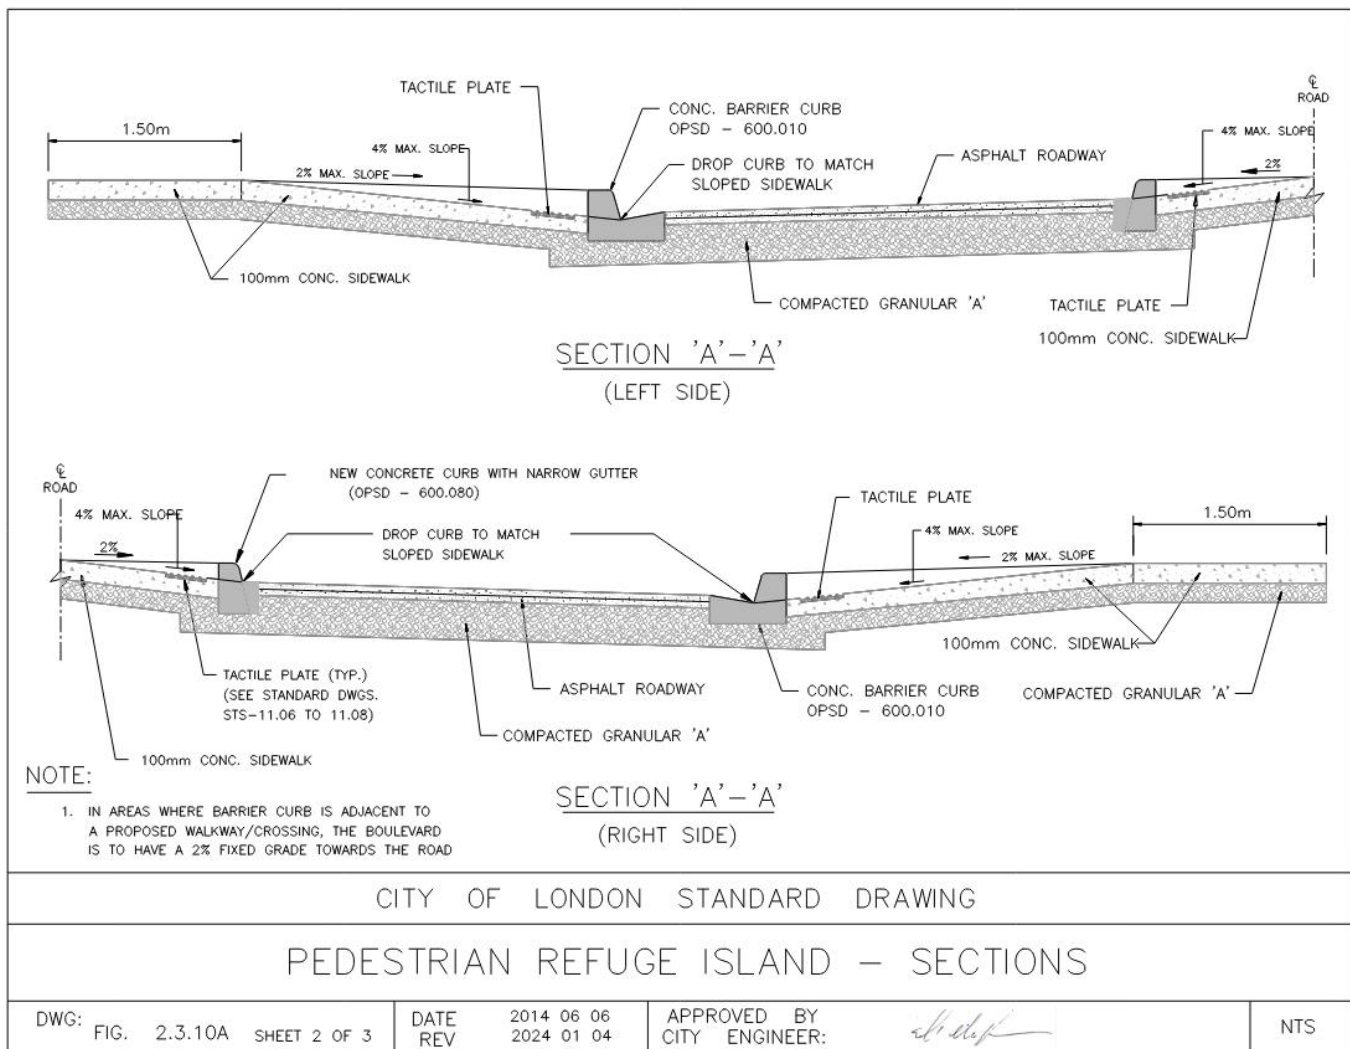 TACTILE PLATE
CONC. BARRIER CURB
OPSD - 600.010
℄
ROAD
1.50m
4% MAX. SLOPE
4% MAX. SLOPE
2% MAX. SLOPE
DROP CURB TO MATCH
SLOPED SIDEWALK
ASPHALT ROADWAY
2%
100mm CONC. SIDEWALK
COMPACTED GRANULAR 'A'
TACTILE PLATE
100mm CONC. SIDEWALK
SECTION 'A'-'A'
(LEFT SIDE)
℄
ROAD
NEW CONCRETE CURB WITH NARROW GUTTER
(OPSD - 600.080)
TACTILE PLATE
4% MAX. SLOPE
1.50m
DROP CURB TO MATCH
SLOPED SIDEWALK
4% MAX. SLOPE
2%
2% MAX. SLOPE
100mm CONC. SIDEWALK
TACTILE PLATE (TYP.)
(SEE STANDARD DWGS.
STS-11.06 TO 11.08)
ASPHALT ROADWAY
CONC. BARRIER CURB
OPSD - 600.010
COMPACTED GRANULAR 'A'
COMPACTED GRANULAR 'A'
100mm CONC. SIDEWALK
NOTE:
1. IN AREAS WHERE BARRIER CURB IS ADJACENT TO
A PROPOSED WALKWAY/CROSSING, THE BOULEVARD
IS TO HAVE A 2% FIXED GRADE TOWARDS THE ROAD
SECTION 'A'-'A'
(RIGHT SIDE)
CITY OF LONDON STANDARD DRAWING
PEDESTRIAN REFUGE ISLAND - SECTIONS
DWG: FIG. 2.3.10A SHEET 2 OF 3
DATE 2014 06 06
REV 2024 01 04
APPROVED BY
CITY ENGINEER:
NTS